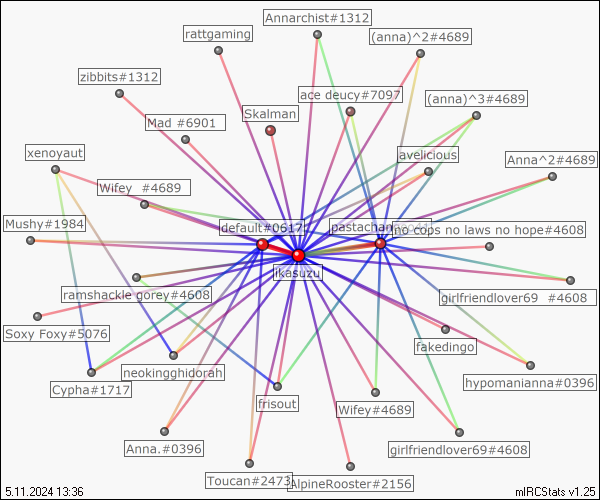 Annarchist#1312
rattgaming
(anna)^2#4689
zibbits#1312
ace deucy#7097
(anna)^3#4689
Skalman
Mad #6901
xenoyaut
avelicious
Anna^2#4689
Wifey #4689
Mushy#1984
default#0617
no cops no laws no hope#4608
ikasuzu
ramshackle gorey#4608
girlfriendlover69 #4608
Soxy Foxy#5076
fakedingo
neokingghidorah
Cypha#1717
hypomanianna#0396
frisout
Wifey#4689
Anna.#0396
girlfriendlover69#4608
Toucan#2473
AlpineRooster#2156
5.11.2024 13:36
mIRCStats v1.25